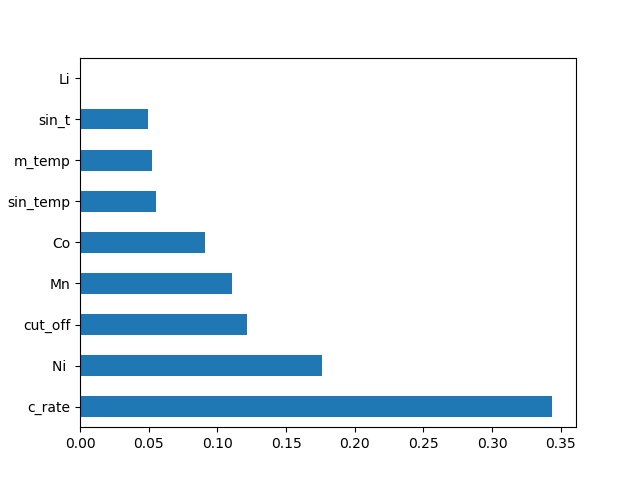 Li
sin_t
m_temp
sin_temp
Co
Mn
cut_off
Ni
c_rate
0.00 0.05 0.10 0.15 0.20 0.25 0.30 0.35